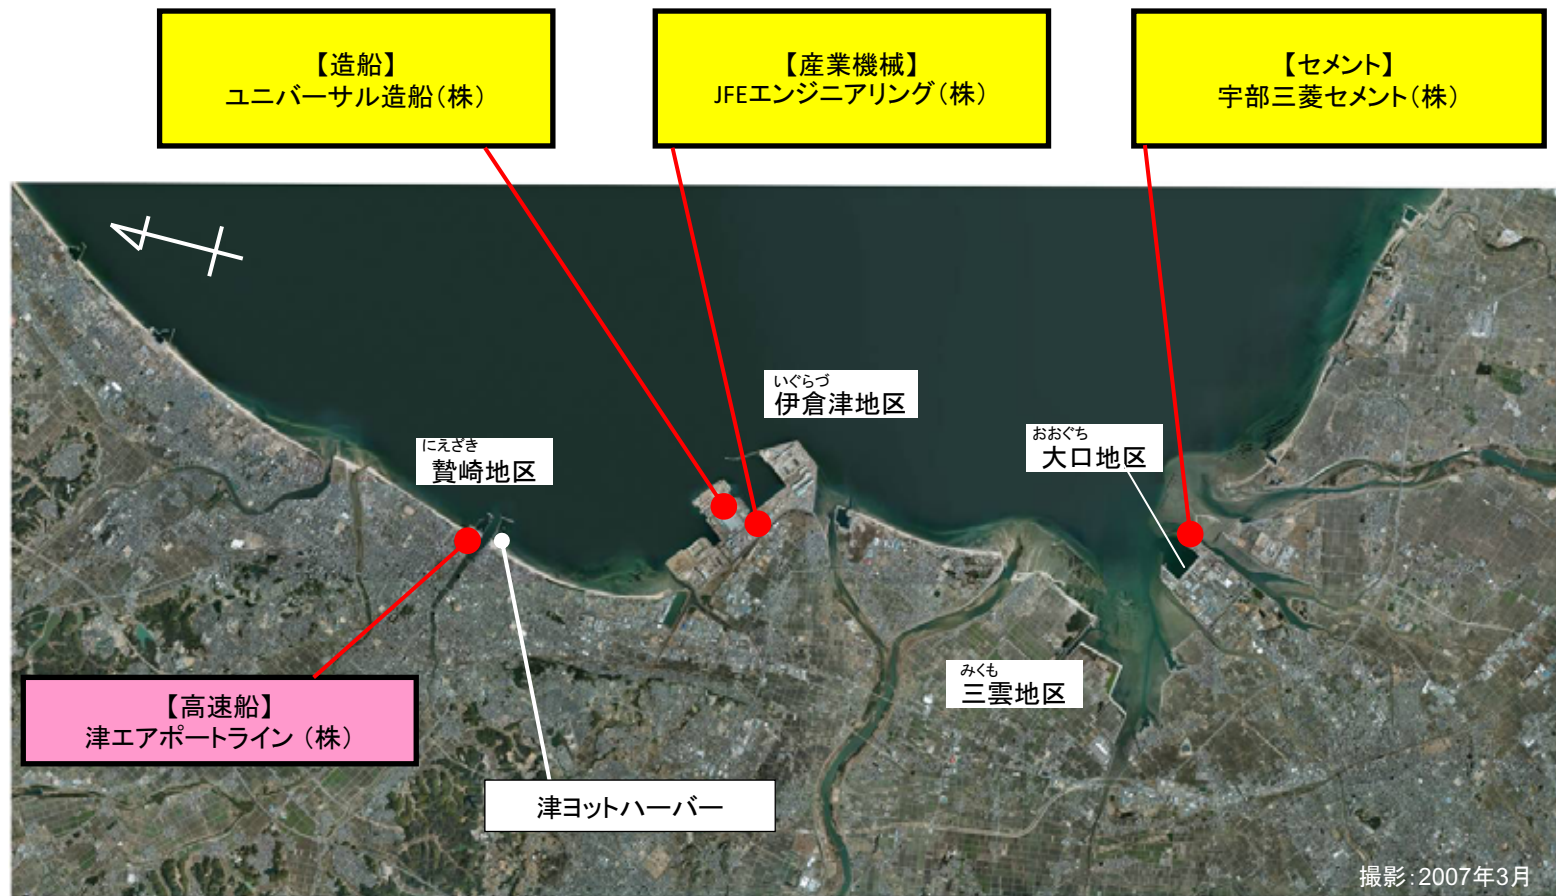 【造船】
ユニバーサル造船（株）
【産業機械】
JFEエンジニアリング（株）
【セメント】
宇部三菱セメント（株）
いぐらづ
伊倉津地区
にえざき
贄崎地区
おおぐち
大口地区
みくも
三雲地区
【高速船】
津エアポートライン （株）
津ヨットハーバー
撮影：2007年3月